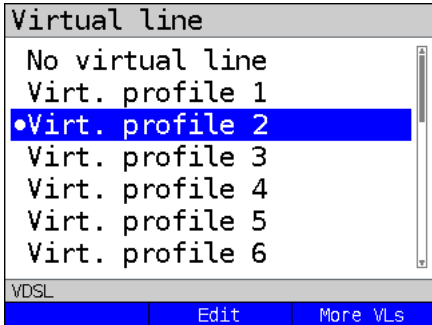 Virtual line
No virtual line
Virt. profile 1
●Virt. profile 2
Virt. profile 3
Virt. profile 4
Virt. profile 5
Virt. profile 6
VDSL
Edit More VLs